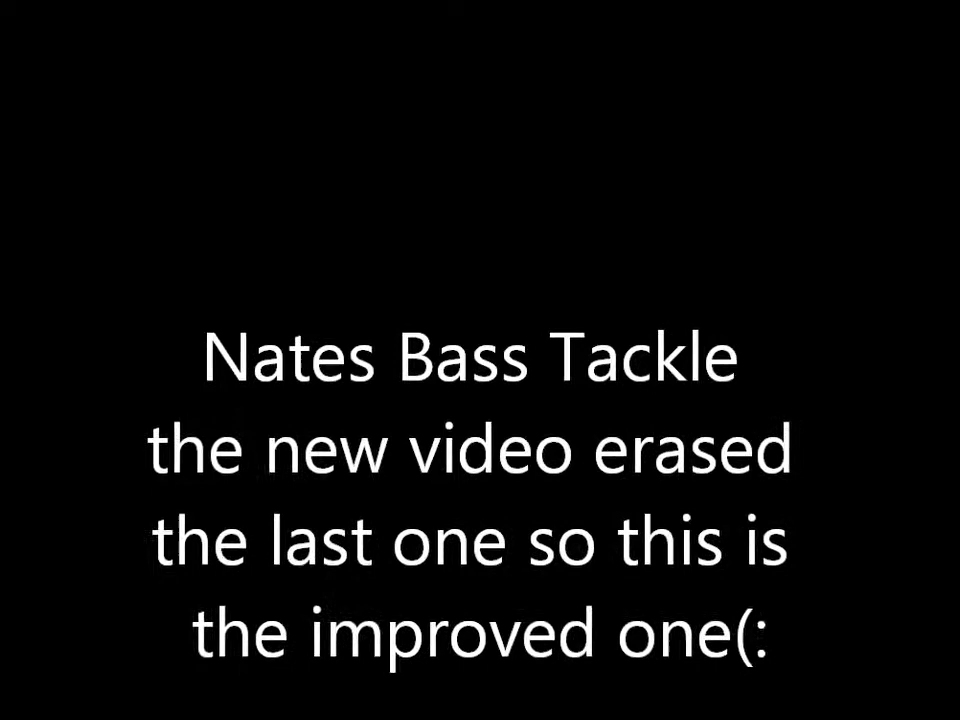 Nates Bass Tackle
the new video erased
the last one so this is
the improved one(: